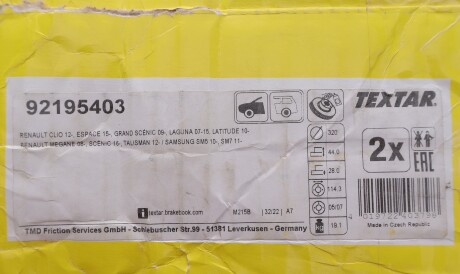 92195403
TEXTAR.
RENAULT CLIO 12-, ESPACE 15-, GRAND SCENIC 09-, LAGUNA 07-15, LATITUDE 10-
RENAULT MEGANE 08-, SCENIC 16-, TALISMAN 12- / SAMSUNG SM5 10-, SM7 11-
320
44.0
26.0
114.3
05/07
19.1
2x
EAC
textar.brakebook.com
M215B | 32/22 | A7
Made in Czech Republic
TMD Friction Services GmbH - Schlebuscher Str.99 - 51381 Leverkusen - Germany